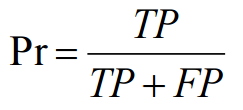 Pr = TP / TP + FP